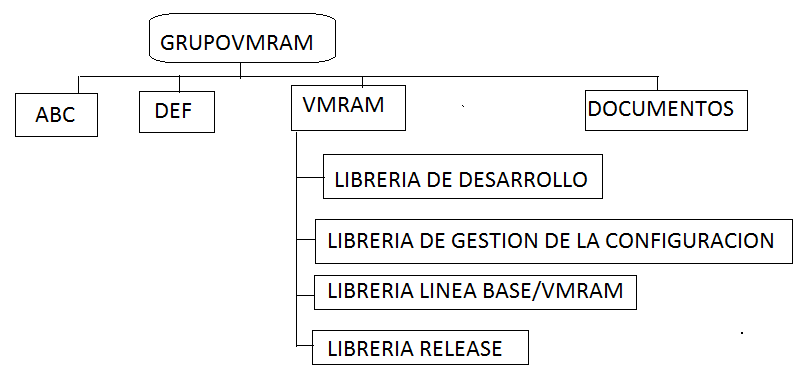 GRUPOVMRAM
ABC
DEF
VMRAM
DOCUMENTOS
LIBRERIA DE DESARROLLO
LIBRERIA DE GESTION DE LA CONFIGURACION
LIBRERIA LINEA BASE/VMRAM
LIBRERIA RELEASE